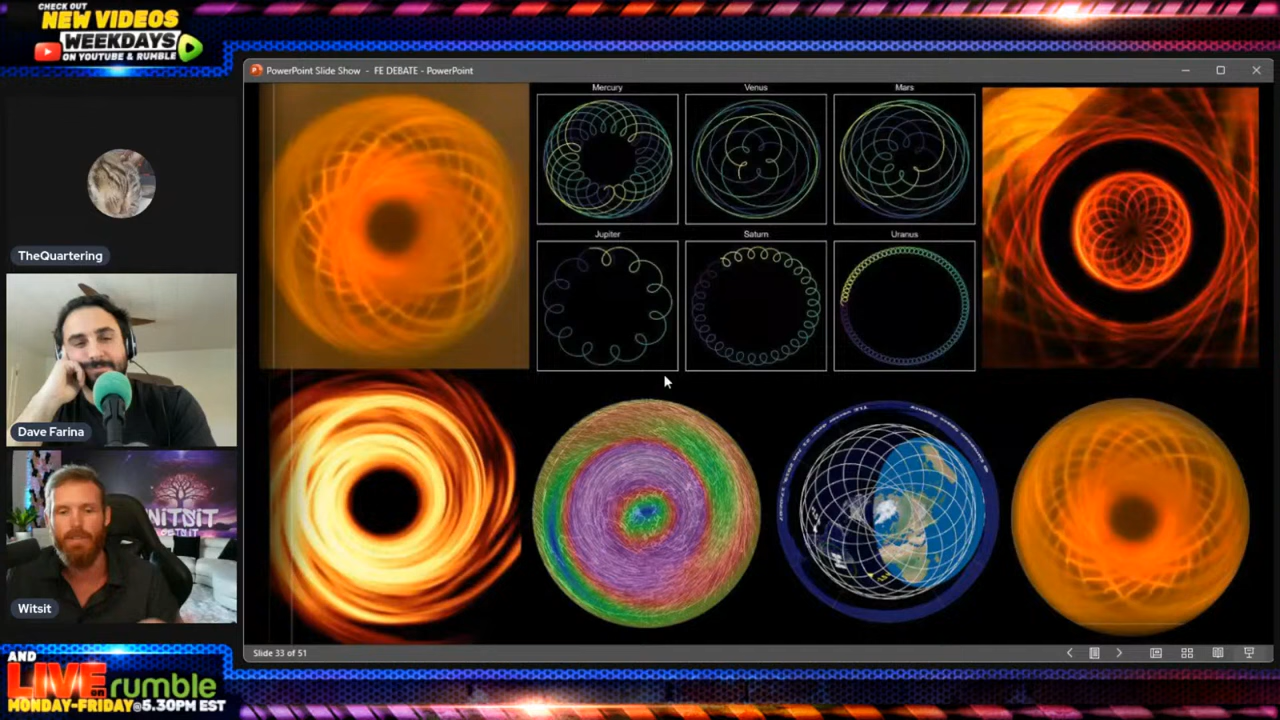 CHECK OUT
NEW VIDEOS
WEEKDAYS
ON YOUTUBE & RUMBLE
PowerPoint Slide Show - FE DEBATE - PowerPoint
Mercury
Venus
Mars
TheQuartering
Jupiter
Saturn
Uranus
Dave Farina
Witsit
Slide 33 of 51
AND
LIVE on rumble
MONDAY-FRIDAY@5.30PM EST